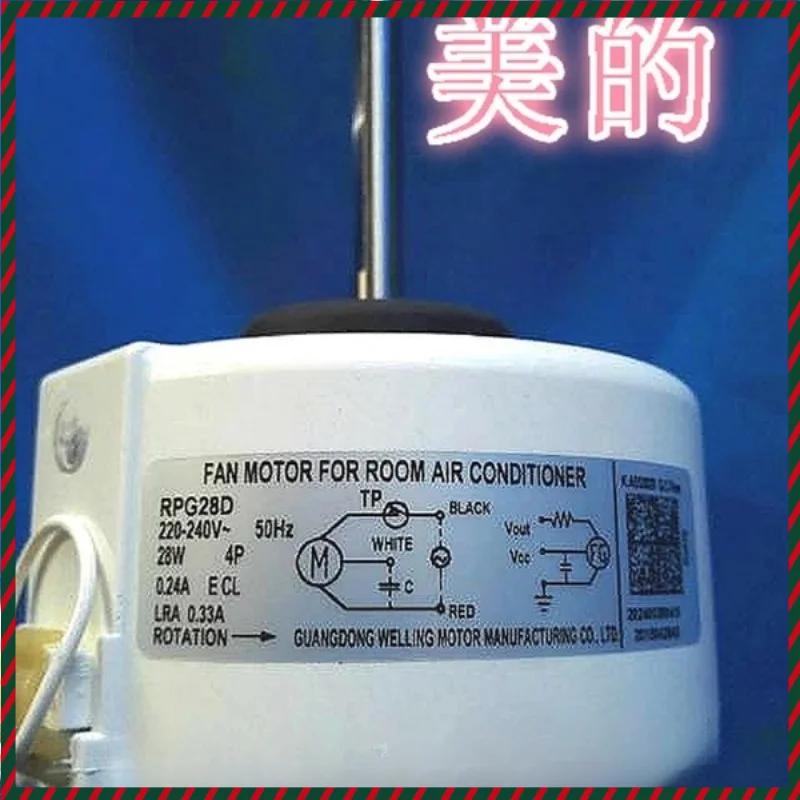 美的
FAN MOTOR FOR ROOM AIR CONDITIONER
RPG28D
220-240V~ 50Hz
28W 4P
0.24A E CL
LRA 0.33A
ROTATION →
TP
BLACK
WHITE
M
C
RED
Vout
Vcc
FG
GUANGDONG WELLING MOTOR MANUFACTURING CO., LTD.